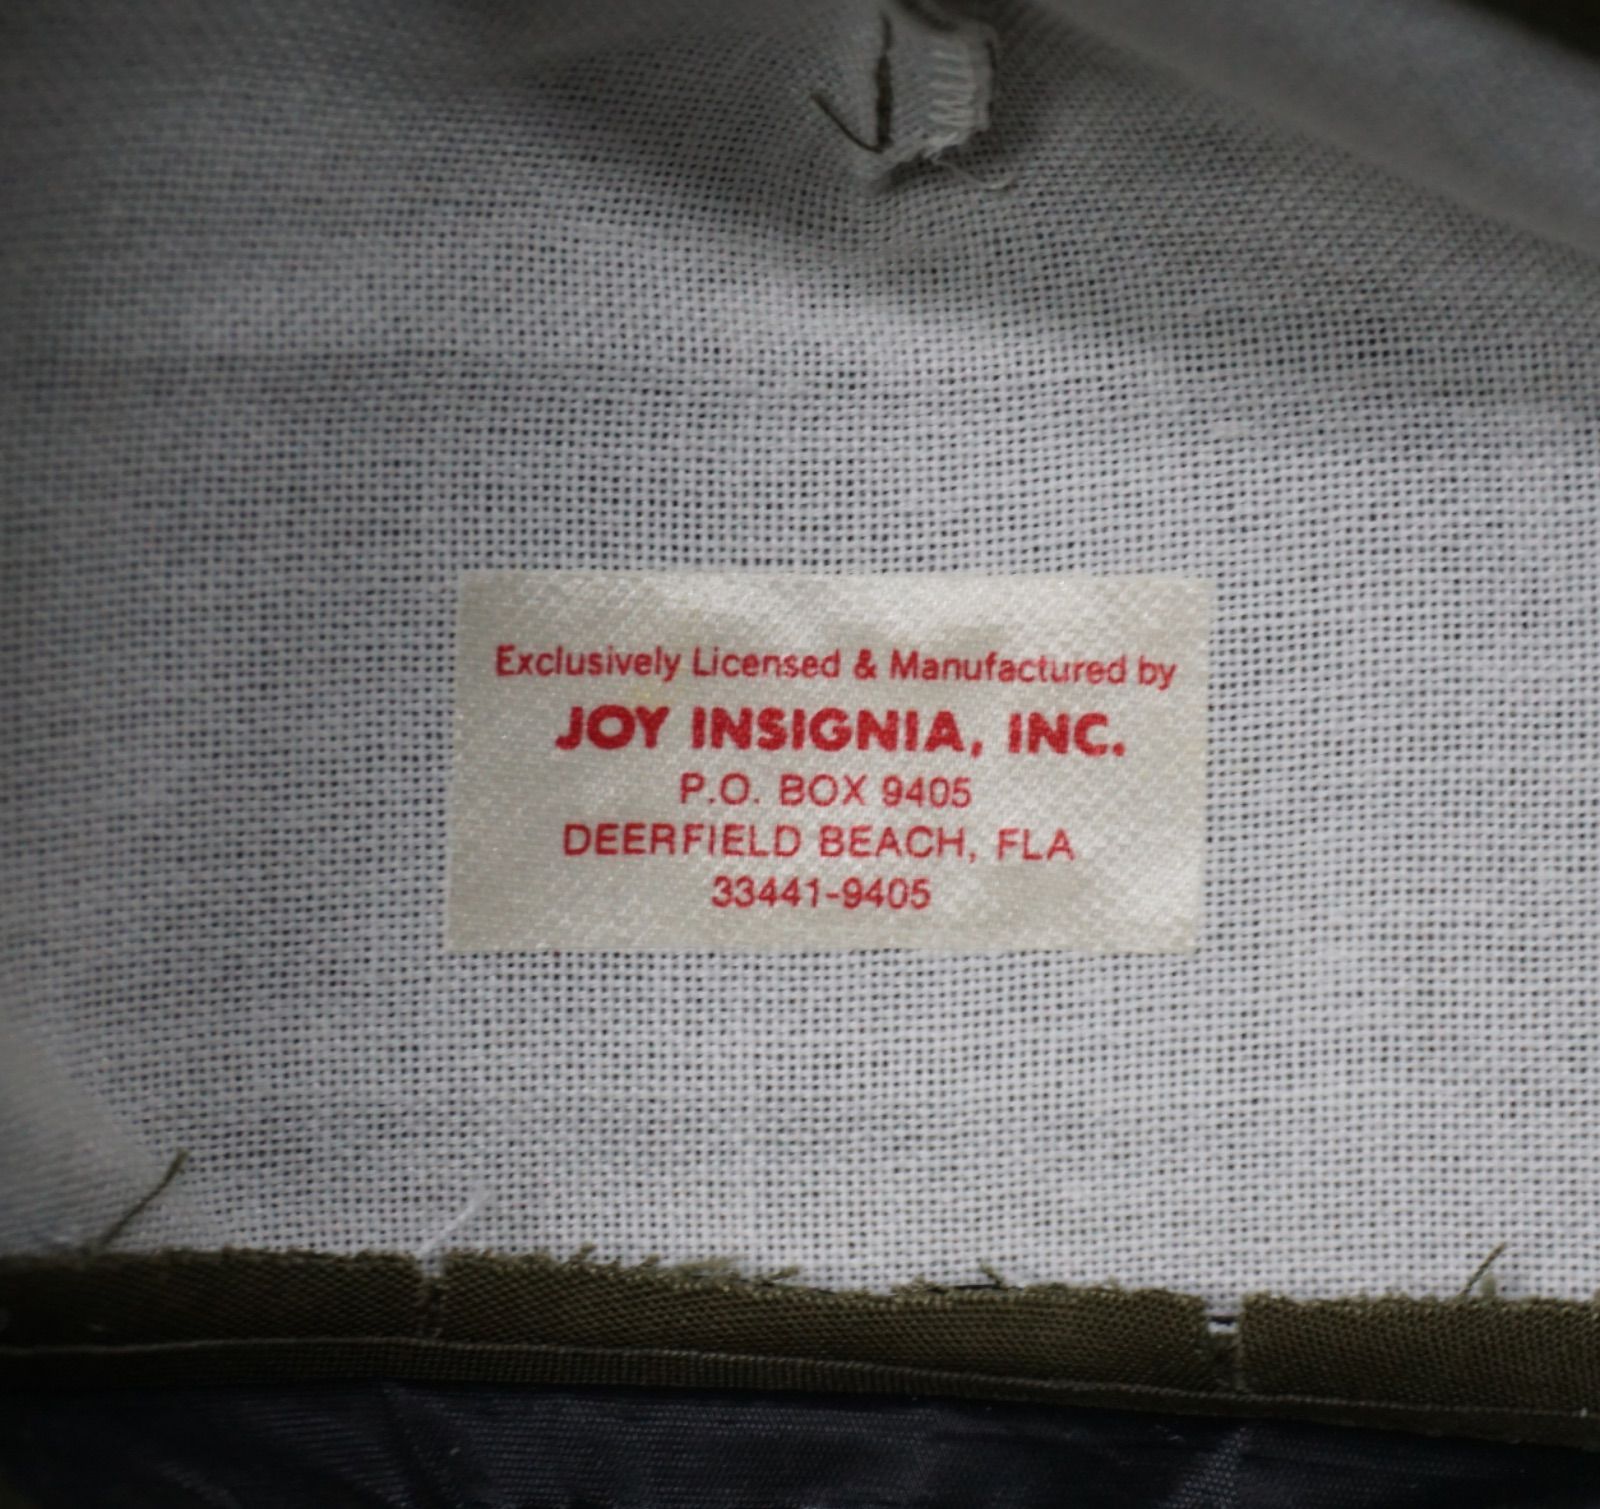 Exclusively Licensed & Manufactured by
JOY INSIGNIA, INC.
P.O. BOX 9405
DEERFIELD BEACH, FLA
33441-9405